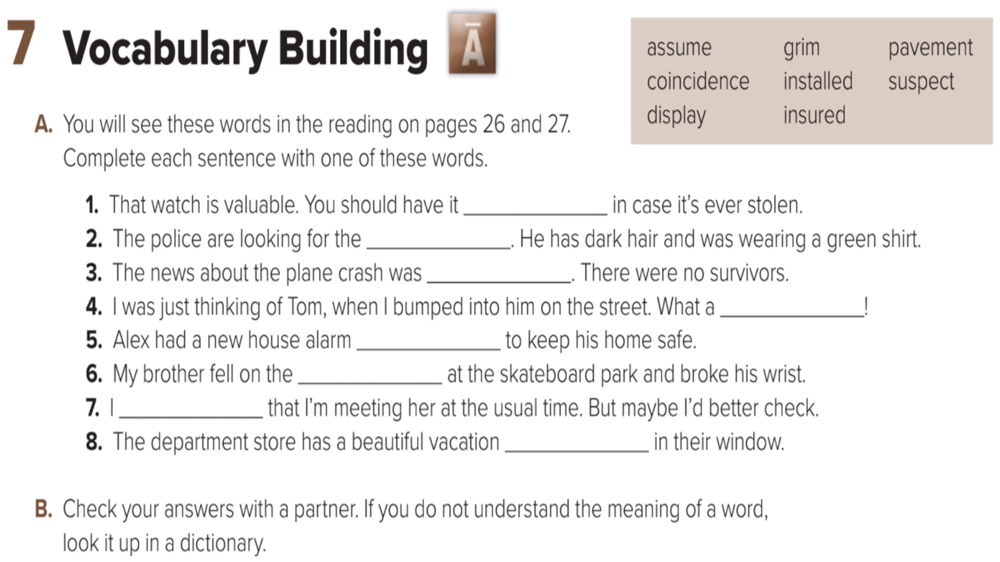 7 Vocabulary Building Ā
assume grim pavement
coincidence installed suspect
display insured
A. You will see these words in the reading on pages 26 and 27.
Complete each sentence with one of these words.
1. That watch is valuable. You should have it _____________ in case it’s ever stolen.
2. The police are looking for the _____________. He has dark hair and was wearing a green shirt.
3. The news about the plane crash was _____________. There were no survivors.
4. I was just thinking of Tom, when I bumped into him on the street. What a _____________!
5. Alex had a new house alarm _____________ to keep his home safe.
6. My brother fell on the _____________ at the skateboard park and broke his wrist.
7. I _____________ that I’m meeting her at the usual time. But maybe I’d better check.
8. The department store has a beautiful vacation _____________ in their window.
B. Check your answers with a partner. If you do not understand the meaning of a word,
look it up in a dictionary.